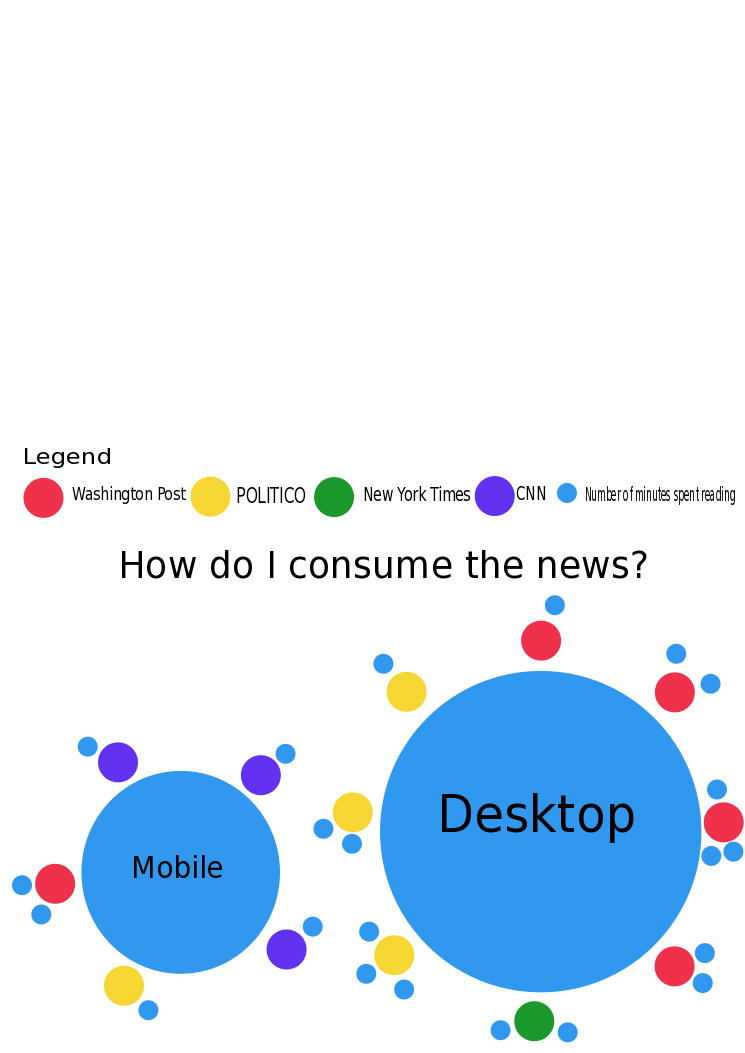 Legend
Washington Post POLITICO New York Times CNN Number of minutes spent reading
How do I consume the news?
Desktop
Mobile